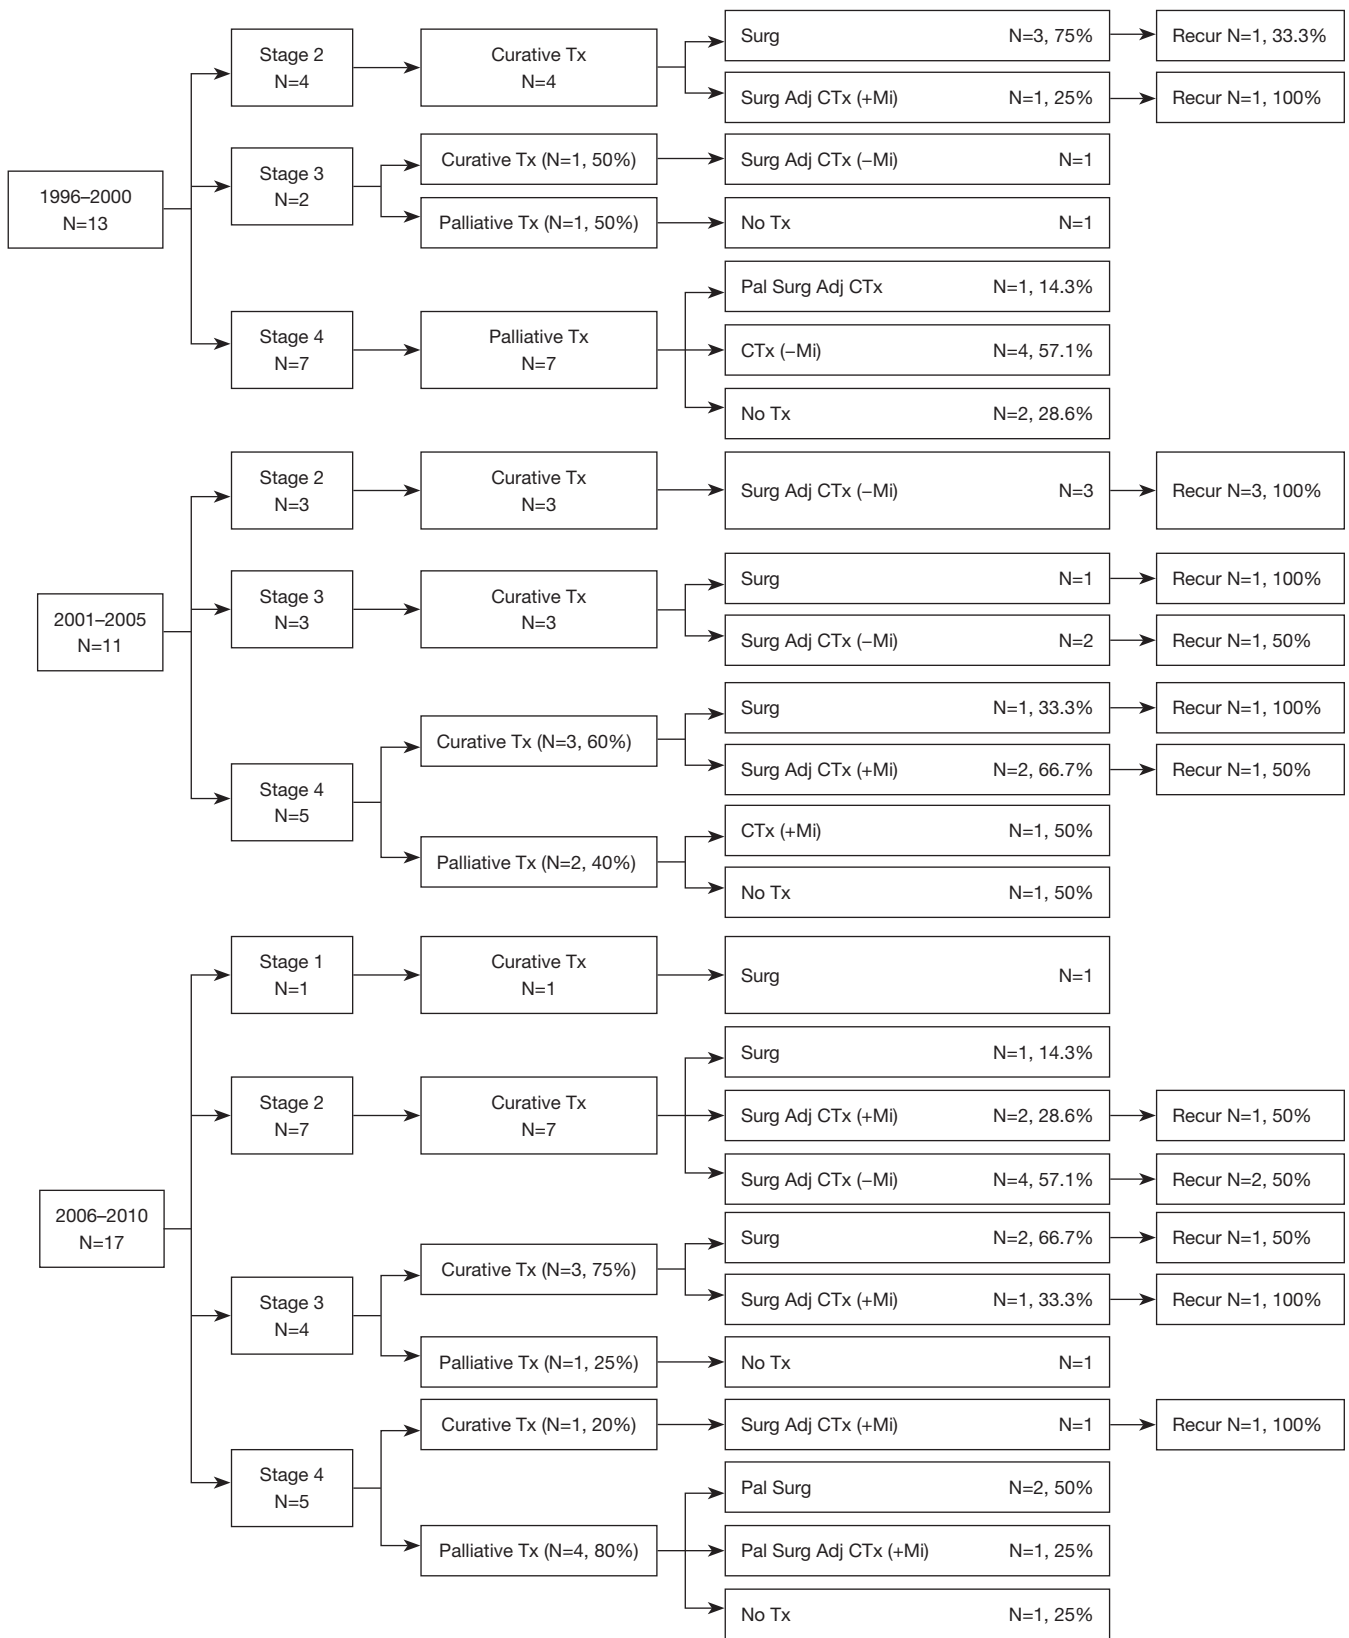 1996–2000
N=13
Stage 2
N=4
Curative Tx
N=4
Surg N=3, 75%
Recur N=1, 33.3%
Surg Adj CTx (+Mi) N=1, 25%
Recur N=1, 100%
Stage 3
N=2
Curative Tx (N=1, 50%)
Surg Adj CTx (–Mi) N=1
Palliative Tx (N=1, 50%)
No Tx N=1
Stage 4
N=7
Palliative Tx
N=7
Pal Surg Adj CTx N=1, 14.3%
CTx (–Mi) N=4, 57.1%
No Tx N=2, 28.6%
2001–2005
N=11
Stage 2
N=3
Curative Tx
N=3
Surg Adj CTx (–Mi) N=3
Recur N=3, 100%
Stage 3
N=3
Curative Tx
N=3
Surg N=1
Recur N=1, 100%
Surg Adj CTx (–Mi) N=2
Recur N=1, 50%
Stage 4
N=5
Curative Tx (N=3, 60%)
Surg N=1, 33.3%
Recur N=1, 100%
Surg Adj CTx (+Mi) N=2, 66.7%
Recur N=1, 50%
Palliative Tx (N=2, 40%)
CTx (+Mi) N=1, 50%
No Tx N=1, 50%
2006–2010
N=17
Stage 1
N=1
Curative Tx
N=1
Surg N=1
Stage 2
N=7
Curative Tx
N=7
Surg N=1, 14.3%
Surg Adj CTx (+Mi) N=2, 28.6%
Recur N=1, 50%
Surg Adj CTx (–Mi) N=4, 57.1%
Recur N=2, 50%
Stage 3
N=4
Curative Tx (N=3, 75%)
Surg N=2, 66.7%
Recur N=1, 50%
Surg Adj CTx (+Mi) N=1, 33.3%
Recur N=1, 100%
Palliative Tx (N=1, 25%)
No Tx N=1
Stage 4
N=5
Curative Tx (N=1, 20%)
Surg Adj CTx (+Mi) N=1
Recur N=1, 100%
Palliative Tx (N=4, 80%)
Pal Surg N=2, 50%
Pal Surg Adj CTx (+Mi) N=1, 25%
No Tx N=1, 25%